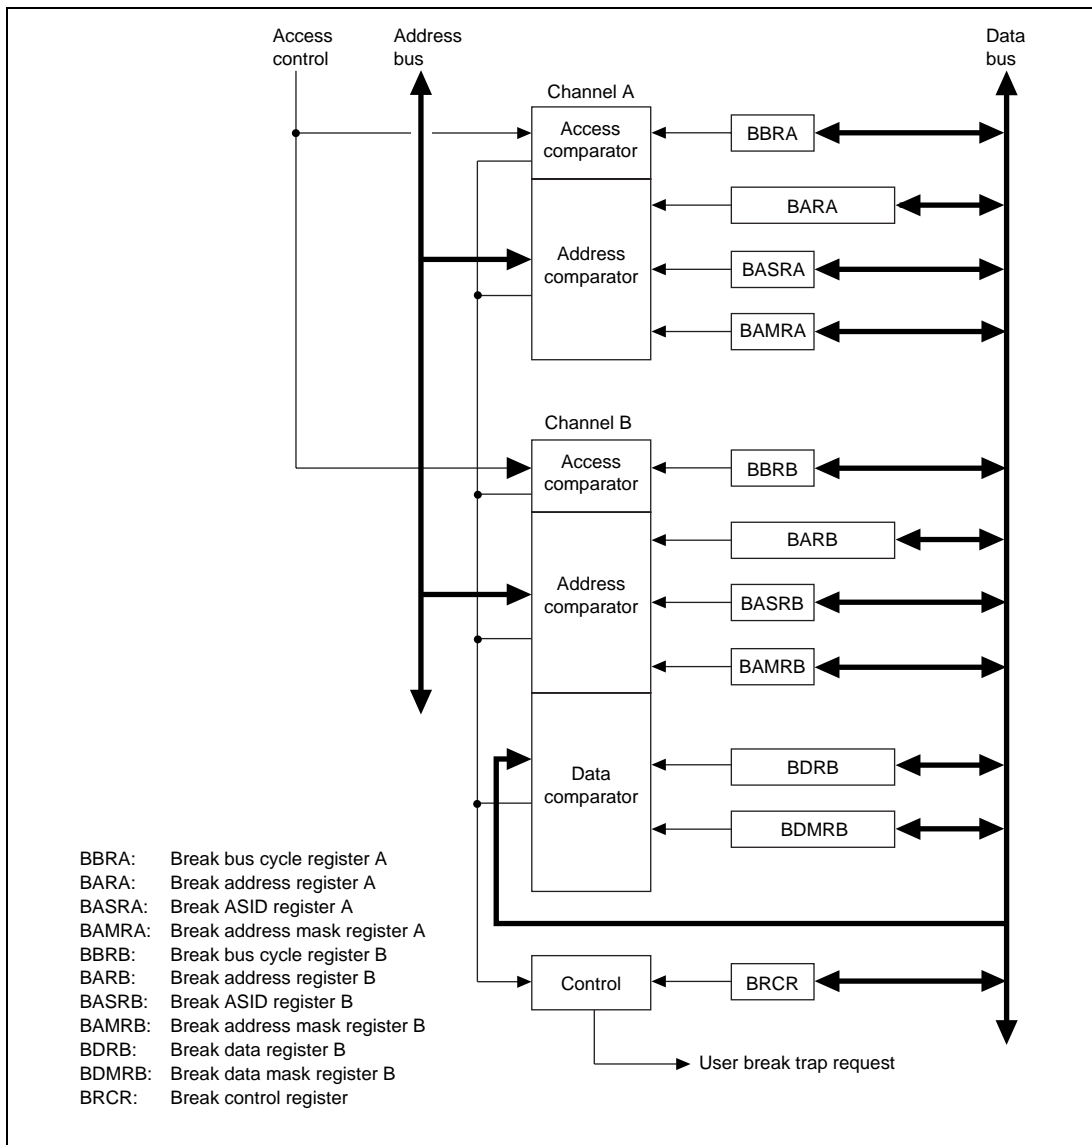 Access
control
Address
bus
Data
bus
Channel A
Access
comparator
BBRA
BARA
Address
comparator
BASRA
BAMRA
Channel B
Access
comparator
BBRB
BARB
Address
comparator
BASRB
BAMRB
Data
comparator
BDRB
BDMRB
Control
BRCR
User break trap request
BBRA: Break bus cycle register A
BARA: Break address register A
BASRA: Break ASID register A
BAMRA: Break address mask register A
BBRB: Break bus cycle register B
BARB: Break address register B
BASRB: Break ASID register B
BAMRB: Break address mask register B
BDRB: Break data register B
BDMRB: Break data mask register B
BRCR: Break control register